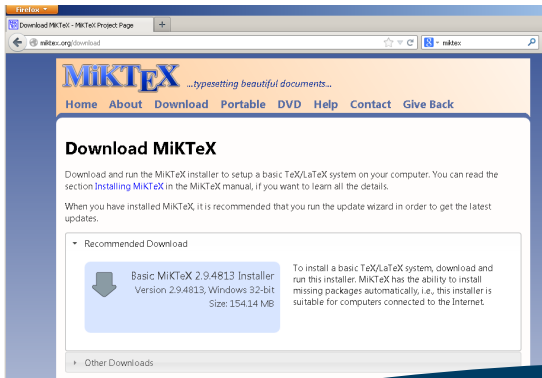 Firefox
Download MiKTeX - MiKTeX Project Page
miktex.org/download
miktex
MiKTEX ...typesetting beautiful documents...
Home About Download Portable DVD Help Contact Give Back
Download MiKTeX
Download and run the MiKTeX installer to setup a basic TeX/LaTeX system on your computer. You can read the
section Installing MiKTeX in the MiKTeX manual, if you want to learn all the details.
When you have installed MiKTeX, it is recommended that you run the update wizard in order to get the latest
updates.
Recommended Download
Basic MiKTeX 2.9.4813 Installer
Version 2.9.4813, Windows 32-bit
Size: 154.14 MB
To install a basic TeX/LaTeX system, download and
run this installer. MiKTeX has the ability to install
missing packages automatically, i.e., this installer is
suitable for computers connected to the Internet.
Other Downloads